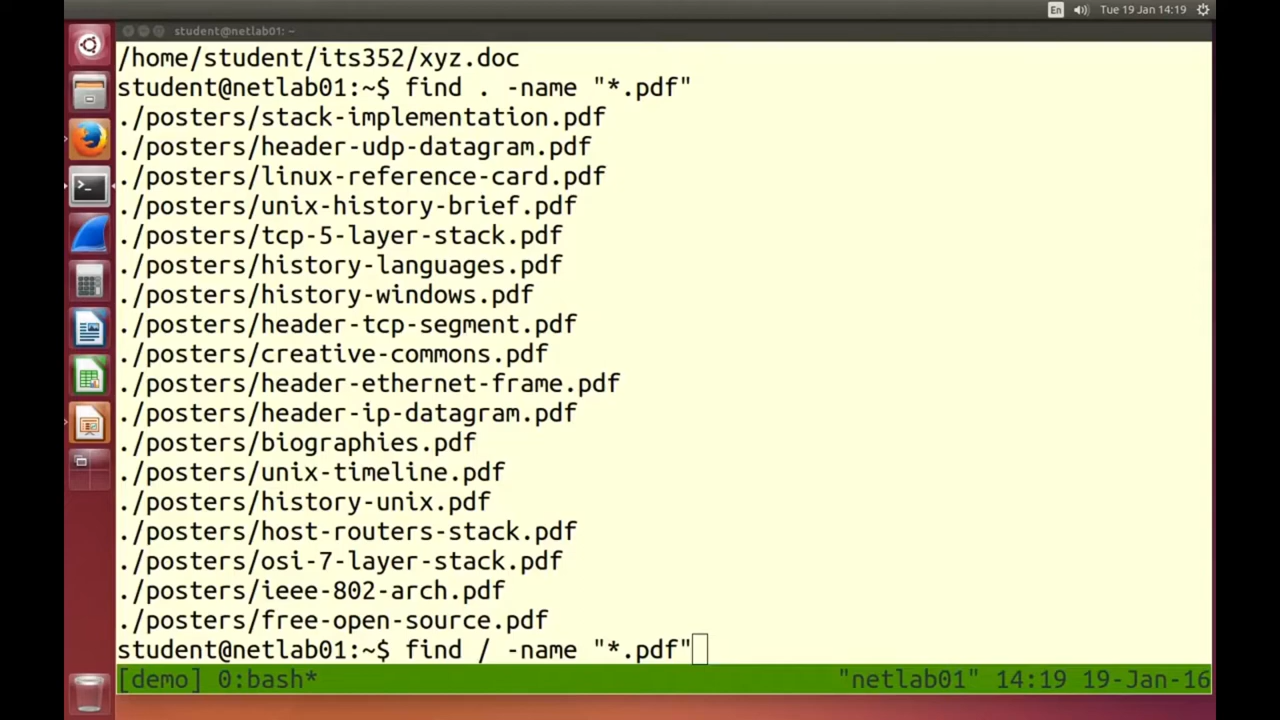 En Tue 19 Jan 14:19
student@netlab01: ~
/home/student/its352/xyz.doc
student@netlab01:~$ find . -name "*.pdf"
./posters/stack-implementation.pdf
./posters/header-udp-datagram.pdf
./posters/linux-reference-card.pdf
./posters/unix-history-brief.pdf
./posters/tcp-5-layer-stack.pdf
./posters/history-languages.pdf
./posters/history-windows.pdf
./posters/header-tcp-segment.pdf
./posters/creative-commons.pdf
./posters/header-ethernet-frame.pdf
./posters/header-ip-datagram.pdf
./posters/biographies.pdf
./posters/unix-timeline.pdf
./posters/history-unix.pdf
./posters/host-routers-stack.pdf
./posters/osi-7-layer-stack.pdf
./posters/ieee-802-arch.pdf
./posters/free-open-source.pdf
student@netlab01:~$ find / -name "*.pdf"
[demo] 0:bash* "netlab01" 14:19 19-Jan-16